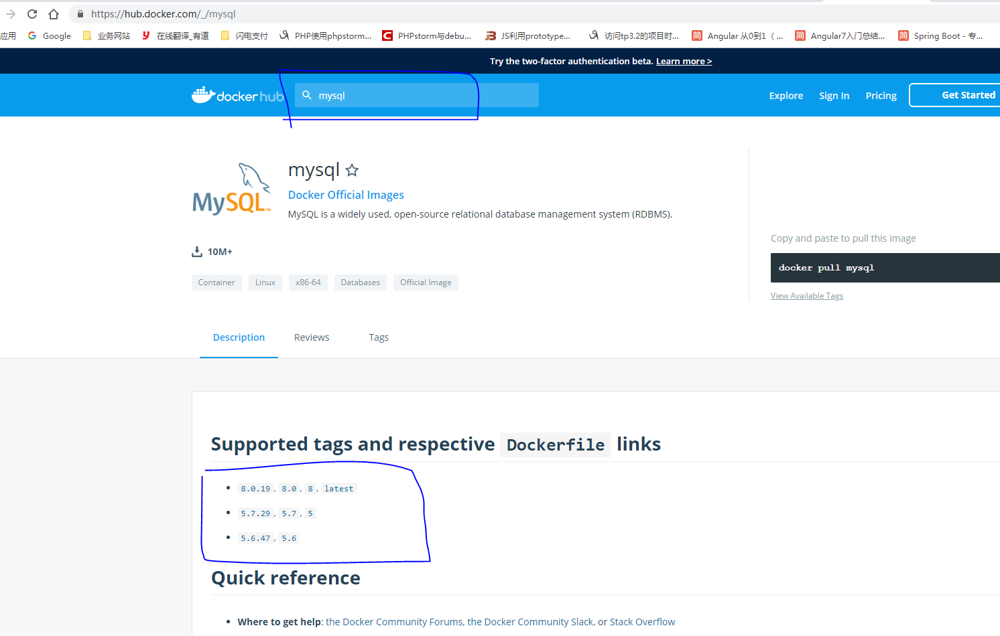 https://hub.docker.com/_/mysql
应用 Google 业务网站 在线翻译_有道 闪电支付 PHP使用phpstorm... PHPstorm与debu... JS利用prototype... 访问tp3.2的项目时... Angular 从0到1（ ... Angular7入门总结... Spring Boot - 专...
Try the two-factor authentication beta. Learn more >
docker hub mysql Explore Sign In Pricing Get Started
mysql
MySQL™
Docker Official Images
MySQL is a widely used, open-source relational database management system (RDBMS).
Copy and paste to pull this image
10M+
docker pull mysql
Container Linux x86-64 Databases Official Image
View Available Tags
Description Reviews Tags
Supported tags and respective Dockerfile links
• 8.0.19, 8.0, 8, latest
• 5.7.29, 5.7, 5
• 5.6.47, 5.6
Quick reference
• Where to get help: the Docker Community Forums, the Docker Community Slack, or Stack Overflow